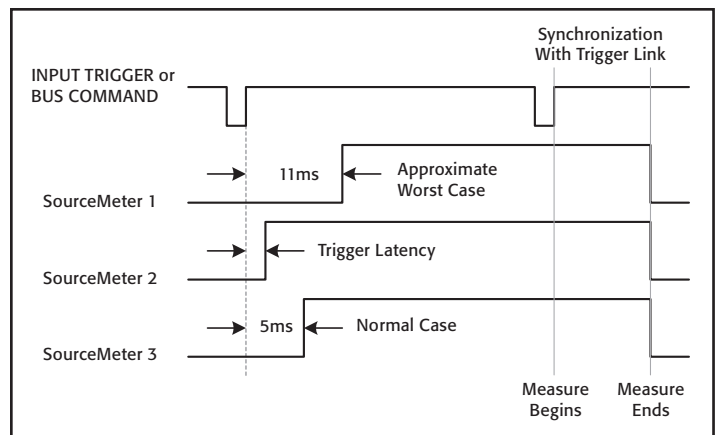 Synchronization
With Trigger Link
INPUT TRIGGER or
BUS COMMAND
11ms
Approximate
Worst Case
SourceMeter 1
Trigger Latency
SourceMeter 2
5ms
Normal Case
SourceMeter 3
Measure
Begins
Measure
Ends